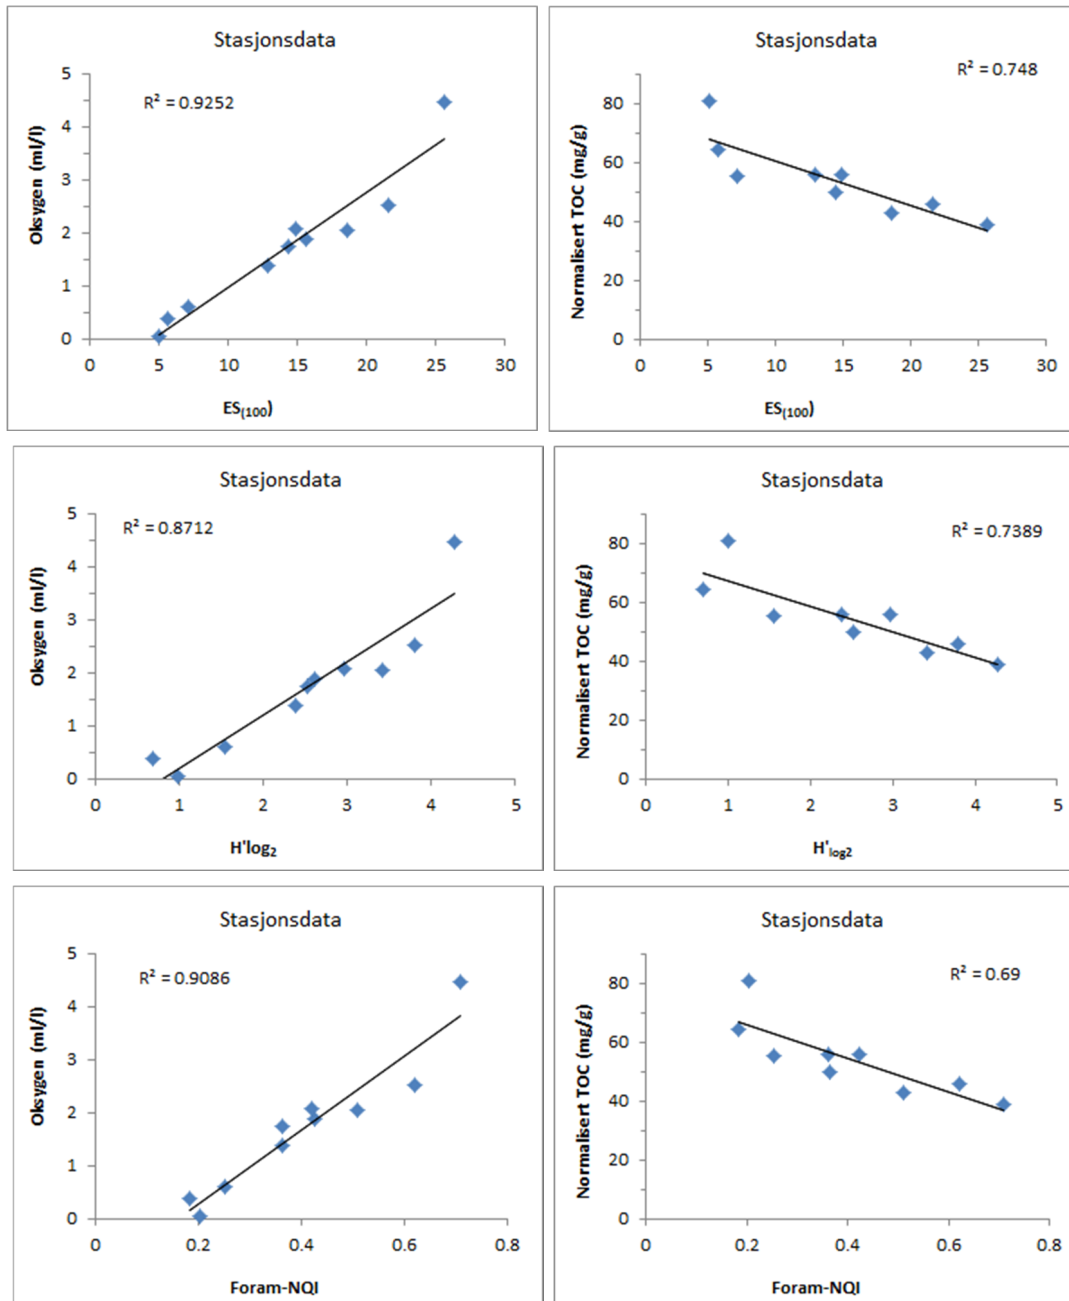 Stasjonsdata
R² = 0.9252
Oksygen (ml/l)
5
4
3
2
1
0
0 5 10 15 20 25 30
ES(100)
Stasjonsdata
R² = 0.748
Normalisert TOC (mg/g)
80
60
40
20
0
0 5 10 15 20 25 30
ES(100)
Stasjonsdata
R² = 0.8712
Oksygen (ml/l)
5
4
3
2
1
0
0 1 2 3 4 5
H'log2
Stasjonsdata
R² = 0.7389
Normalisert TOC (mg/g)
80
60
40
20
0
0 1 2 3 4 5
H'log2
Stasjonsdata
R² = 0.9086
Oksygen (ml/l)
5
4
3
2
1
0
0 0.2 0.4 0.6 0.8
Foram-NQI
Stasjonsdata
R² = 0.69
Normalisert TOC (mg/g)
80
60
40
20
0
0 0.2 0.4 0.6 0.8
Foram-NQI